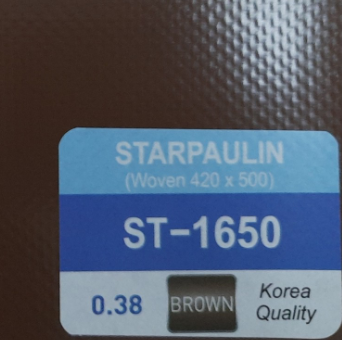 STARPAULIN
(Woven 420 x 500)
ST-1650
0.38 BROWN Korea
Quality